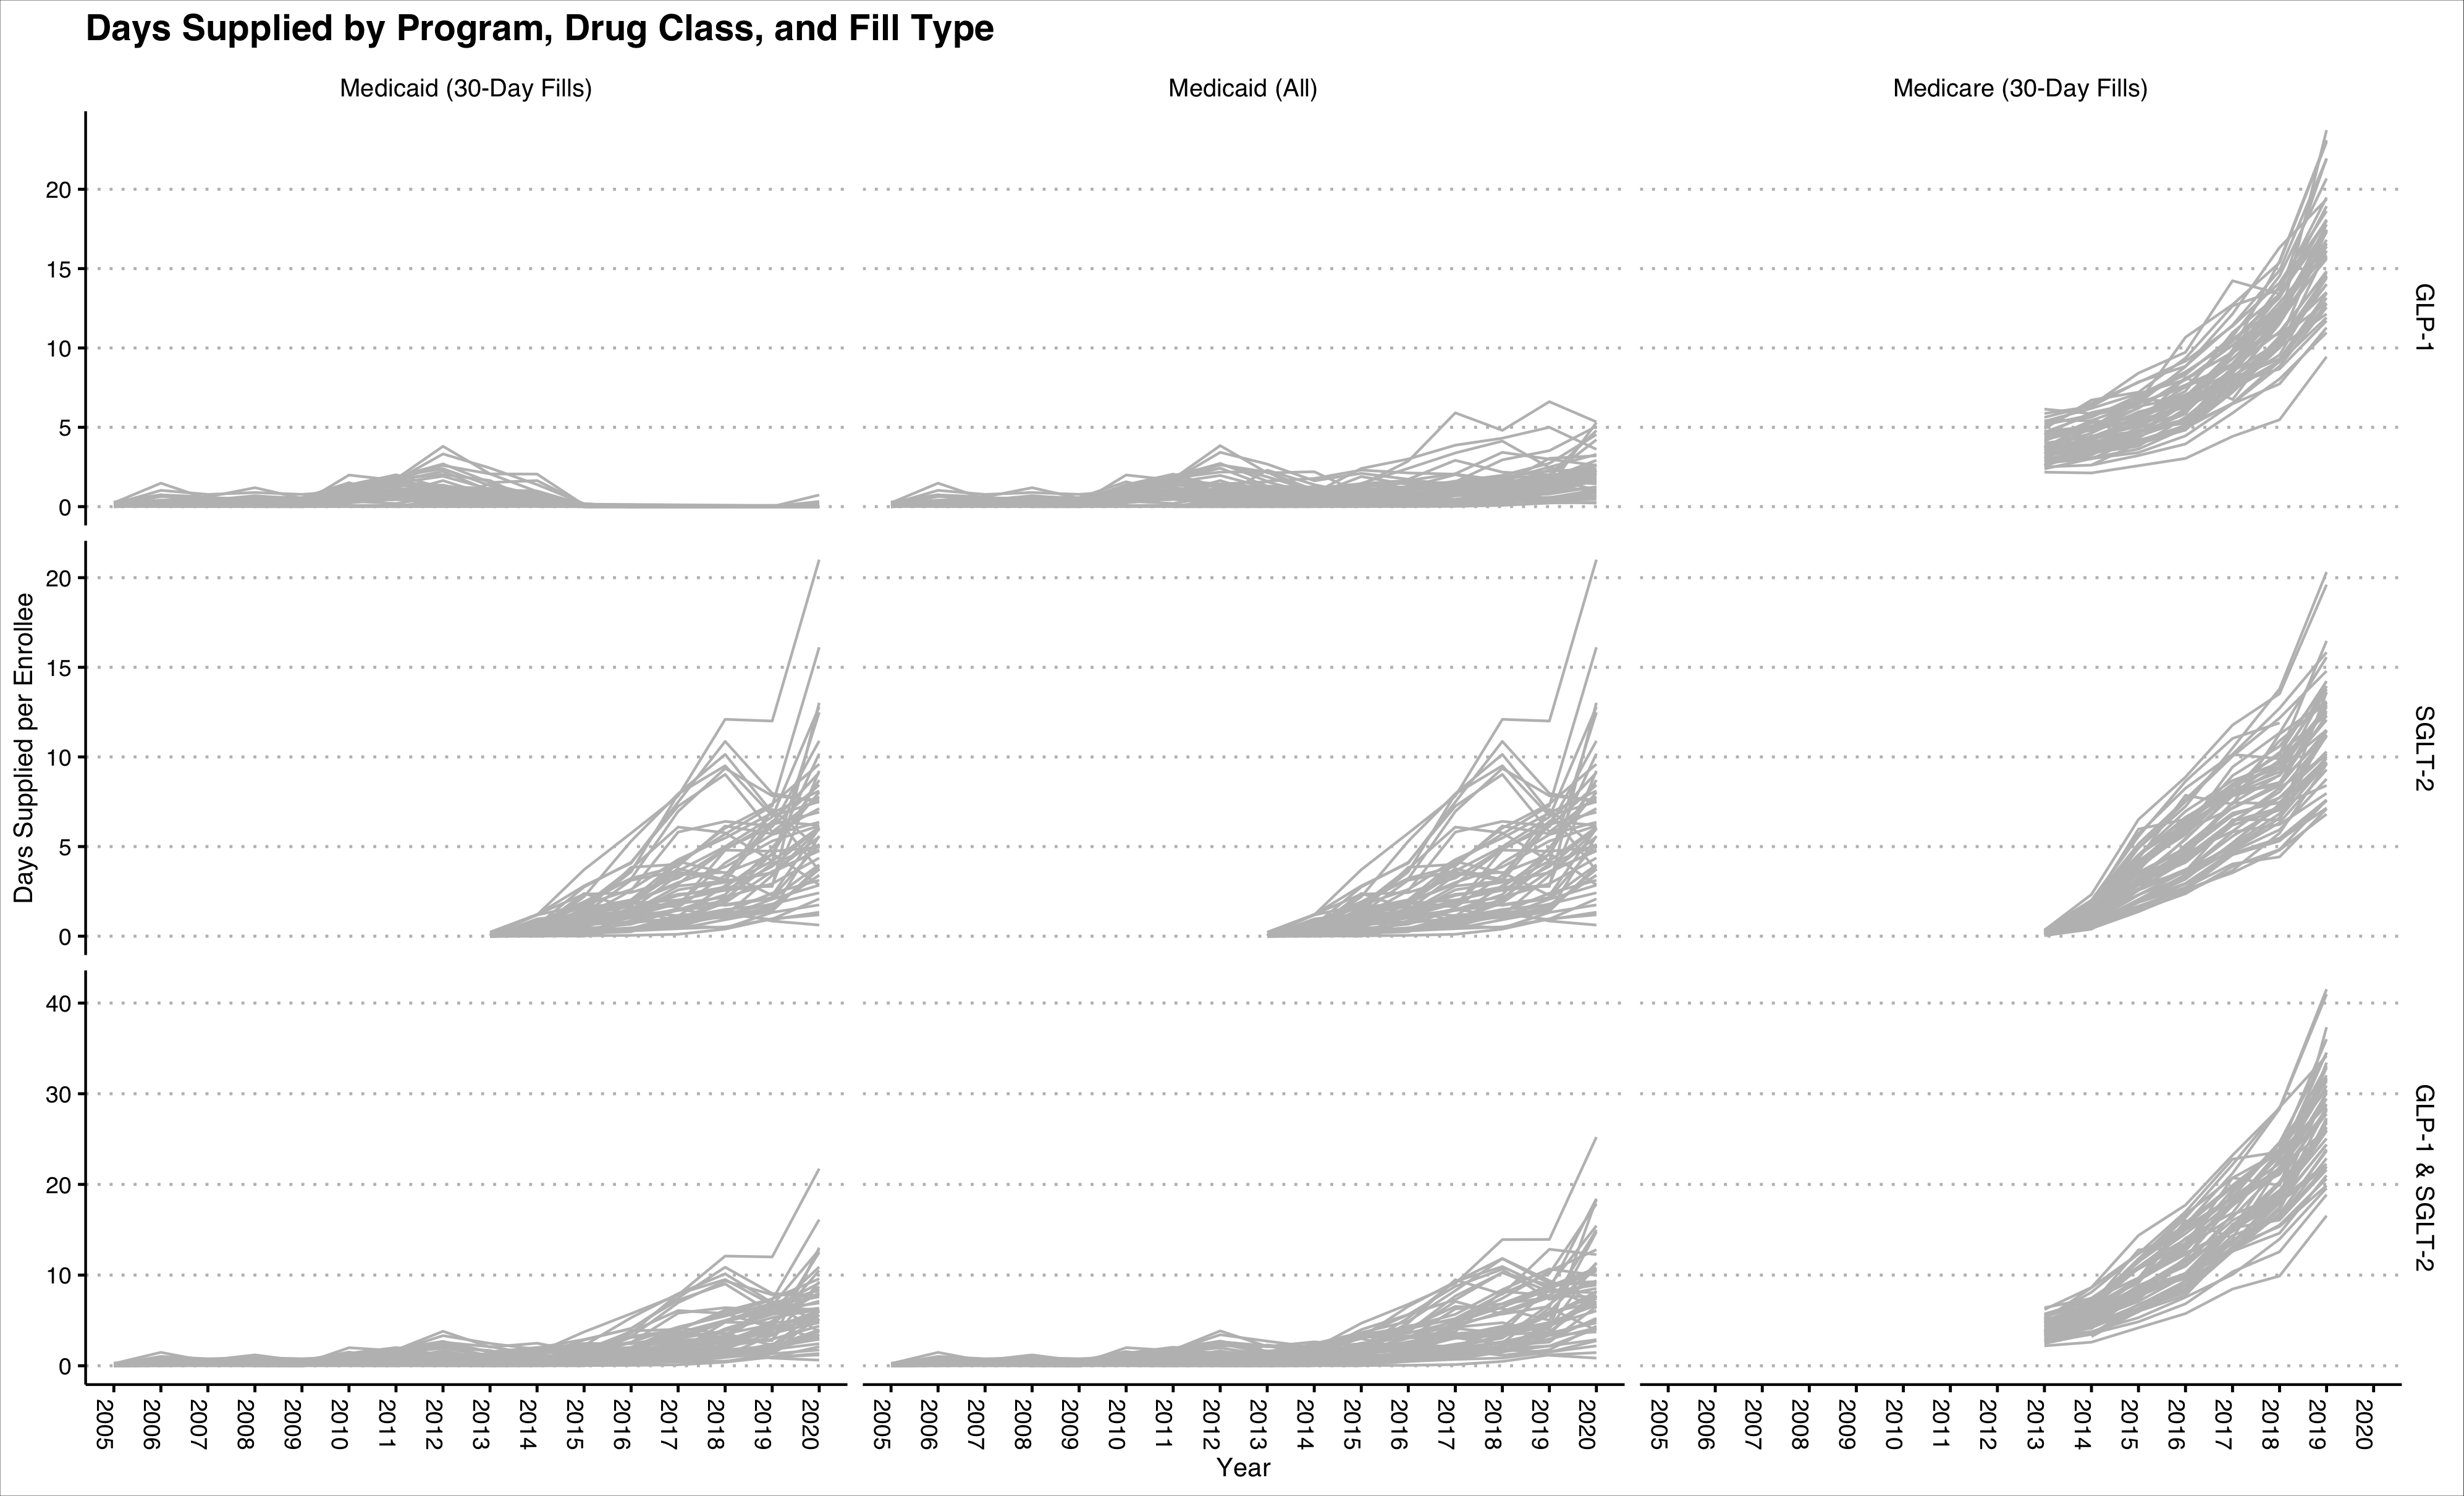 Days Supplied by Program, Drug Class, and Fill Type
Medicaid (30-Day Fills)
Medicaid (All)
Medicare (30-Day Fills)
20
15
10
5
0
GLP-1
20
15
10
5
0
SGLT-2
40
30
20
10
0
GLP-1 & SGLT-2
Days Supplied per Enrollee
2005 2006 2007 2008 2009 2010 2011 2012 2013 2014 2015 2016 2017 2018 2019 2020
2005 2006 2007 2008 2009 2010 2011 2012 2013 2014 2015 2016 2017 2018 2019 2020
2005 2006 2007 2008 2009 2010 2011 2012 2013 2014 2015 2016 2017 2018 2019 2020
Year